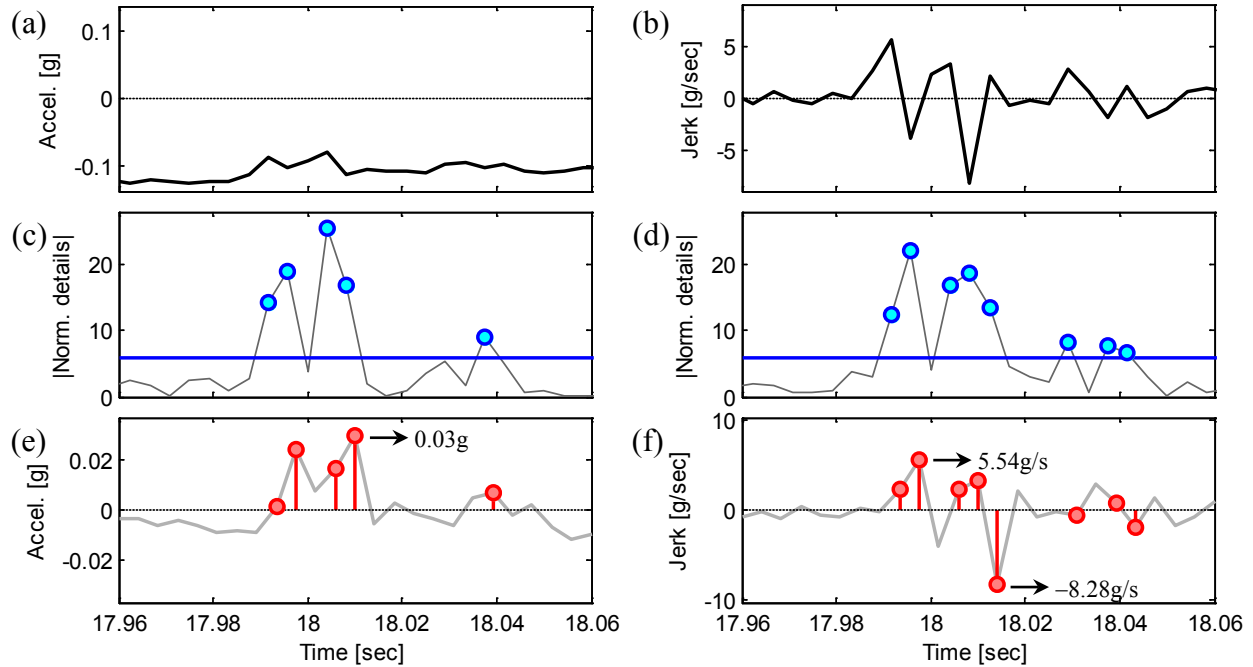 (a)
Accel. [g]
0.1
0
-0.1
(b)
Jerk [g/sec]
5
0
-5
(c)
|Norm. details|
20
10
0
(d)
|Norm. details|
20
10
0
(e)
Accel. [g]
0.02
0
-0.02
0.03g
17.96
17.98
18
18.02
18.04
18.06
Time [sec]
(f)
Jerk [g/sec]
10
0
-10
5.54g/s
−8.28g/s
17.96
17.98
18
18.02
18.04
18.06
Time [sec]